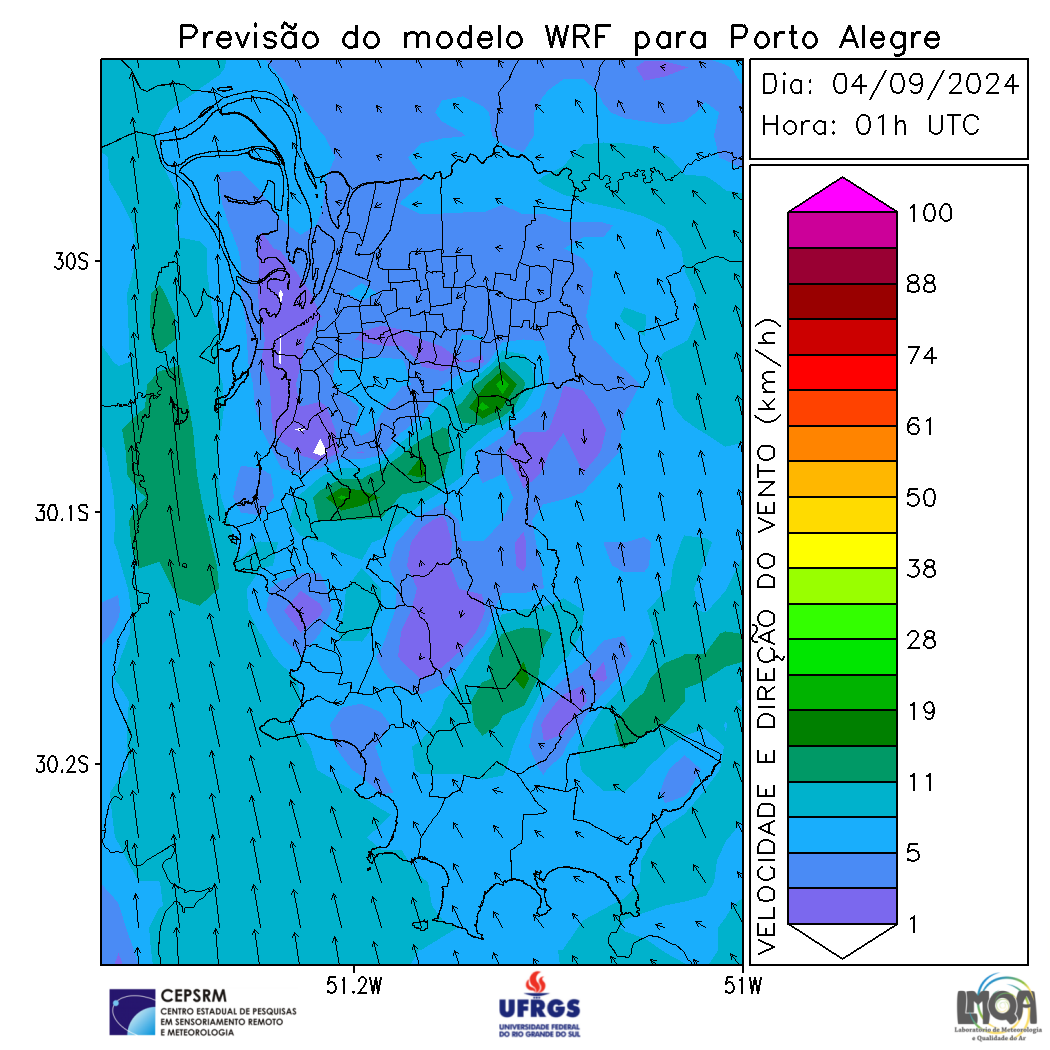 Previsão do modelo WRF para Porto Alegre
Dia: 04/09/2024
Hora: 01h UTC
30S
30.1S
30.2S
51.2W
51W
VELOCIDADE E DIREÇÃO DO VENTO (km/h)
100
88
74
61
50
38
28
19
11
5
1
CEPSRM
CENTRO ESTADUAL DE PESQUISAS
EM SENSORIAMENTO REMOTO
E METEOROLOGIA
UFRGS
UNIVERSIDADE FEDERAL
DO RIO GRANDE DO SUL
LMQA
Laboratório de Meteorologia
e Qualidade do Ar